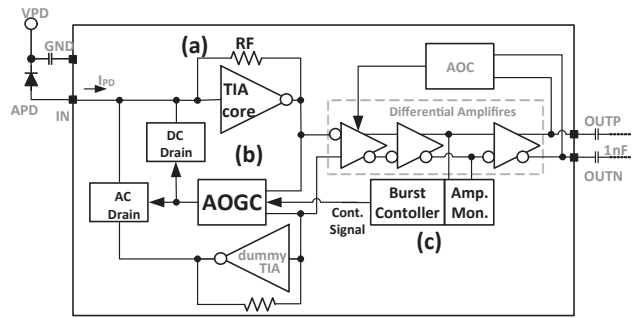 VPD
GND
APD
IN
IPD
(a)
RF
TIA
core
AOC
Differential Amplifires
OUTP
1nF
OUTN
DC
Drain
(b)
AC
Drain
AOGC
Cont.
Signal
Burst
Contoller
Amp.
Mon.
(c)
dummy
TIA